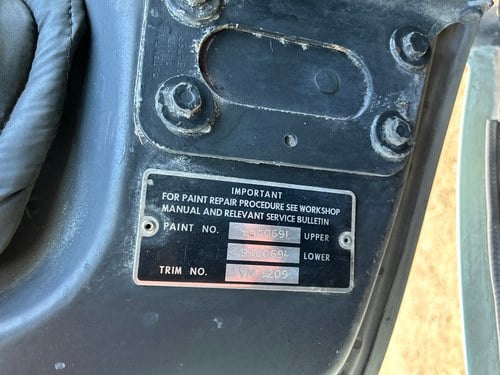 IMPORTANT
FOR PAINT REPAIR PROCEDURE SEE WORKSHOP
MANUAL AND RELEVANT SERVICE BULLETIN
PAINT NO. UPPER
LOWER
TRIM NO.